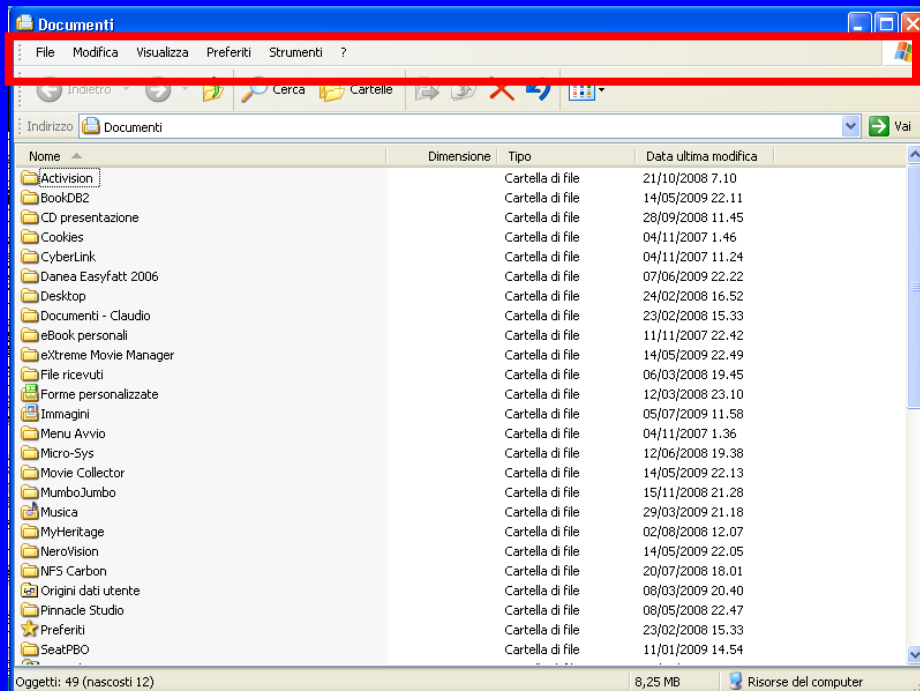 Documenti
File Modifica Visualizza Preferiti Strumenti ?
Indietro Cerca Cartelle
Indirizzo Documenti Vai
Nome Dimensione Tipo Data ultima modifica
Activision Cartella di file 21/10/2008 7.10
BookDB2 Cartella di file 14/05/2009 22.11
CD presentazione Cartella di file 28/09/2008 11.45
Cookies Cartella di file 04/11/2007 1.46
CyberLink Cartella di file 04/11/2007 11.24
Danea Easyfatt 2006 Cartella di file 07/06/2009 22.22
Desktop Cartella di file 24/02/2008 16.52
Documenti - Claudio Cartella di file 23/02/2008 15.33
eBook personali Cartella di file 11/11/2007 22.42
eXtreme Movie Manager Cartella di file 14/05/2009 22.49
File ricevuti Cartella di file 06/03/2008 19.45
Forme personalizzate Cartella di file 12/03/2008 23.10
Immagini Cartella di file 05/07/2009 11.58
Menu Avvio Cartella di file 04/11/2007 1.36
Micro-Sys Cartella di file 12/06/2008 19.38
Movie Collector Cartella di file 14/05/2009 22.13
MumboJumbo Cartella di file 15/11/2008 21.28
Musica Cartella di file 29/03/2009 21.18
MyHeritage Cartella di file 02/08/2008 12.07
NeroVision Cartella di file 14/05/2009 22.05
NFS Carbon Cartella di file 20/07/2008 18.01
Origini dati utente Cartella di file 08/03/2009 20.40
Pinnacle Studio Cartella di file 08/05/2008 22.47
Preferiti Cartella di file 23/02/2008 15.33
SeatPBO Cartella di file 11/01/2009 14.54
Oggetti: 49 (nascosti 12) 8,25 MB Risorse del computer